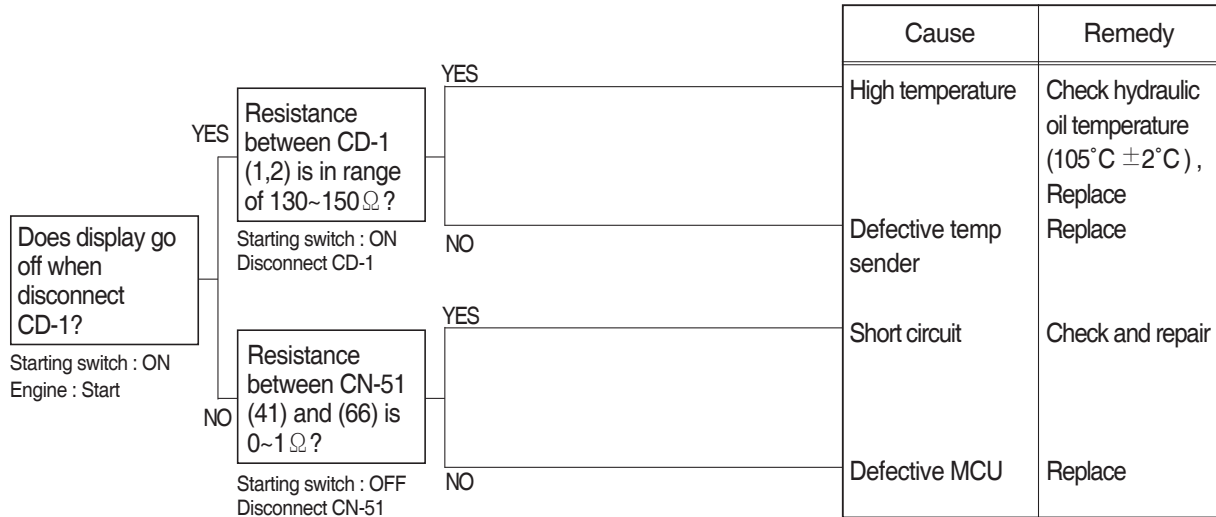 Cause
Remedy
YES
High temperature
Check hydraulic
oil temperature
(105˚C ±2˚C) ,
Replace
YES
Resistance
between CD-1
(1,2) is in range
of 130~150Ω?
Starting switch : ON
Disconnect CD-1
NO
Defective temp
sender
Replace
Does display go
off when
disconnect
CD-1?
Starting switch : ON
Engine : Start
YES
Short circuit
Check and repair
NO
Resistance
between CN-51
(41) and (66) is
0~1Ω?
Starting switch : OFF
Disconnect CN-51
NO
Defective MCU
Replace